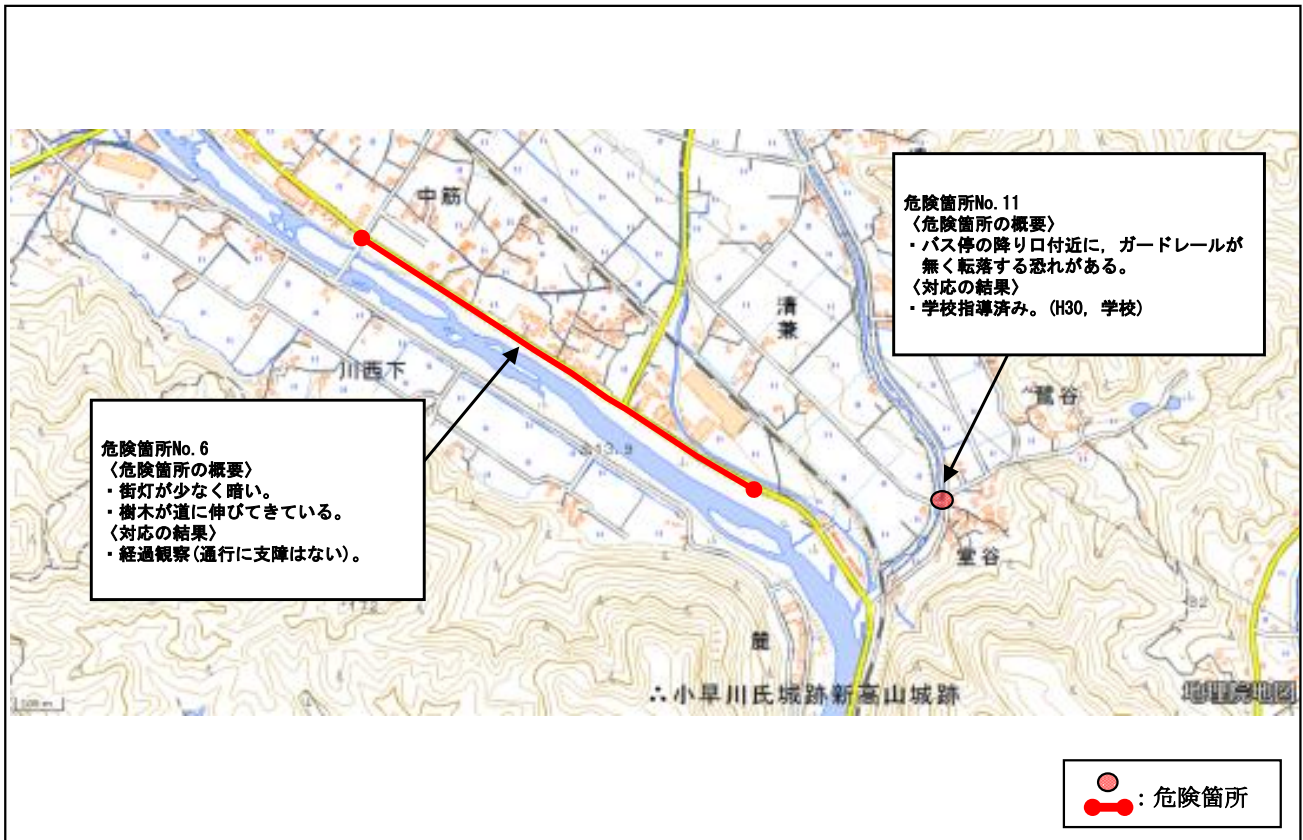 中筋
危険箇所No.11
〈危険箇所の概要〉
・バス停の降り口付近に，ガードレールが
無く転落する恐れがある。
〈対応の結果〉
・学校指導済み。(H30，学校)
清兼
川西下
鷺谷
危険箇所No.6
〈危険箇所の概要〉
・街灯が少なく暗い。
・樹木が道に伸びてきている。
〈対応の結果〉
・経過観察(通行に支障はない)。
13.9
堂谷
172
82
麓
小早川氏城跡新高山城跡
地理院地図
100 m
：危険箇所